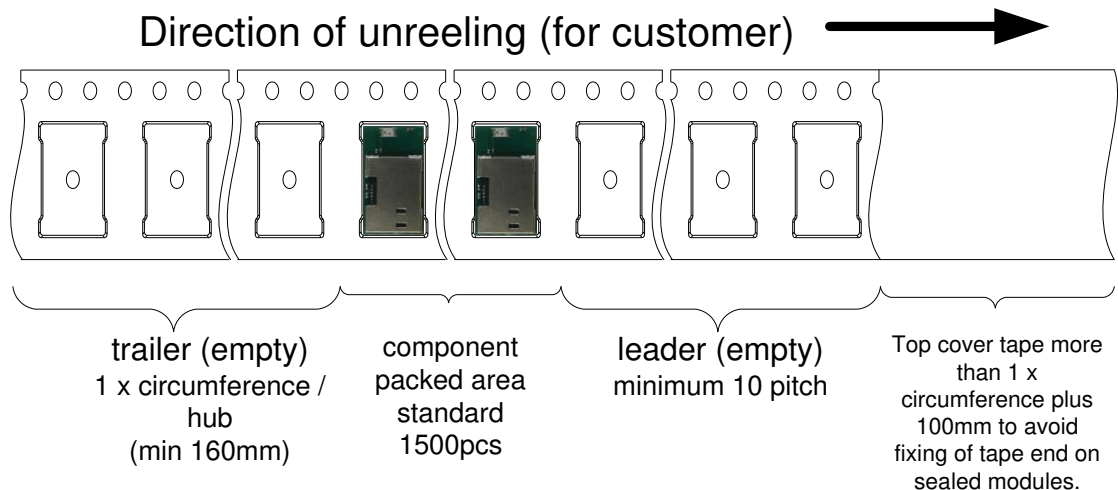 Direction of unreeling (for customer)
trailer (empty)
1 x circumference /
hub
(min 160mm)
component
packed area
standard
1500pcs
leader (empty)
minimum 10 pitch
Top cover tape more
than 1 x
circumference plus
100mm to avoid
fixing of tape end on
sealed modules.